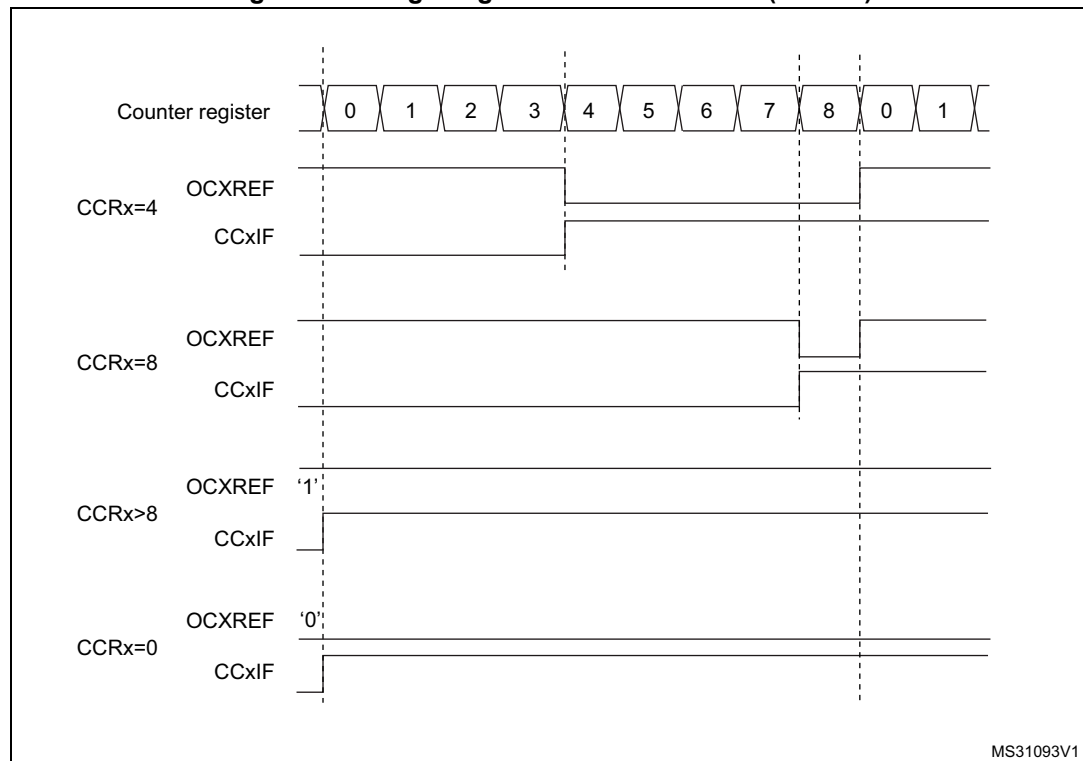 Counter register 0 1 2 3 4 5 6 7 8 0 1
OCXREF
CCRx=4
CCxIF
OCXREF
CCRx=8
CCxIF
OCXREF '1'
CCRx>8
CCxIF
OCXREF '0'
CCRx=0
CCxIF
MS31093V1